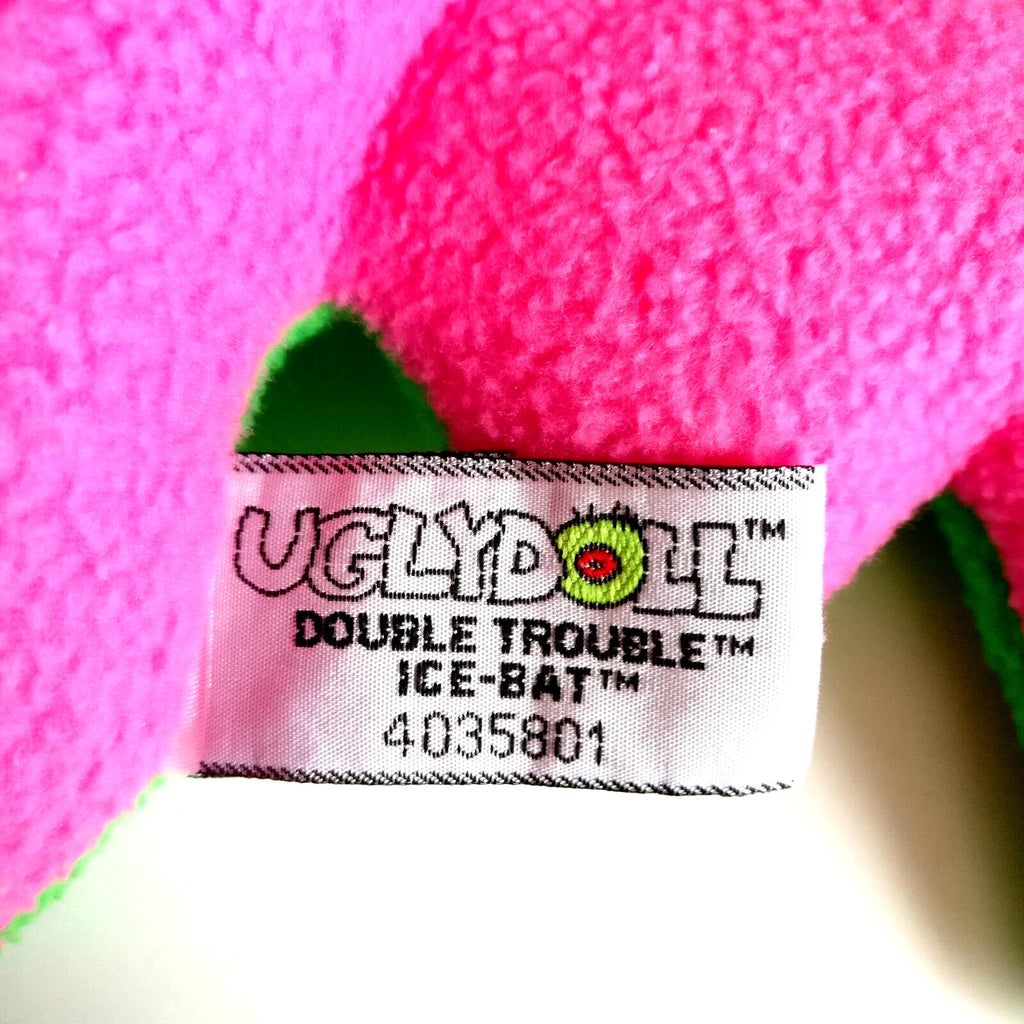 UGLYDOLL™
DOUBLE TROUBLE™
ICE-BAT™
4035801